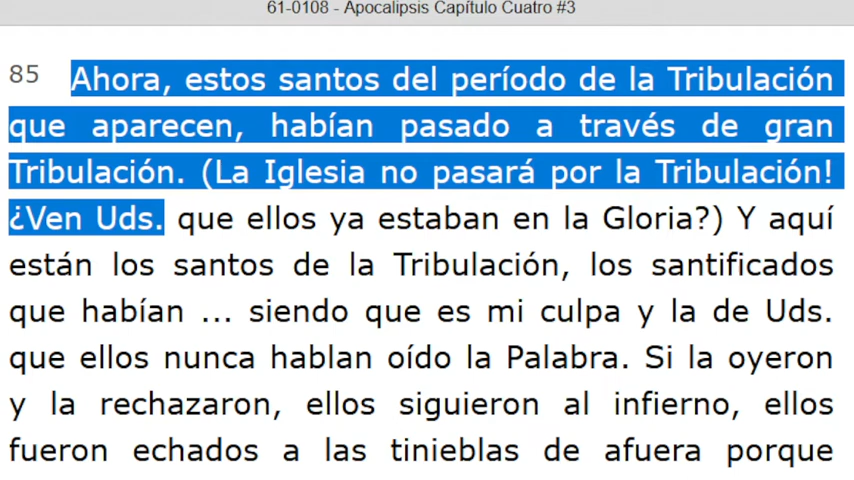 61-0108 - Apocalipsis Capítulo Cuatro #3
85 Ahora, estos santos del período de la Tribulación
que aparecen, habían pasado a través de gran
Tribulación. (La Iglesia no pasará por la Tribulación!
¿Ven Uds. que ellos ya estaban en la Gloria?) Y aquí
están los santos de la Tribulación, los santificados
que habían ... siendo que es mi culpa y la de Uds.
que ellos nunca hablan oído la Palabra. Si la oyeron
y la rechazaron, ellos siguieron al infierno, ellos
fueron echados a las tinieblas de afuera porque